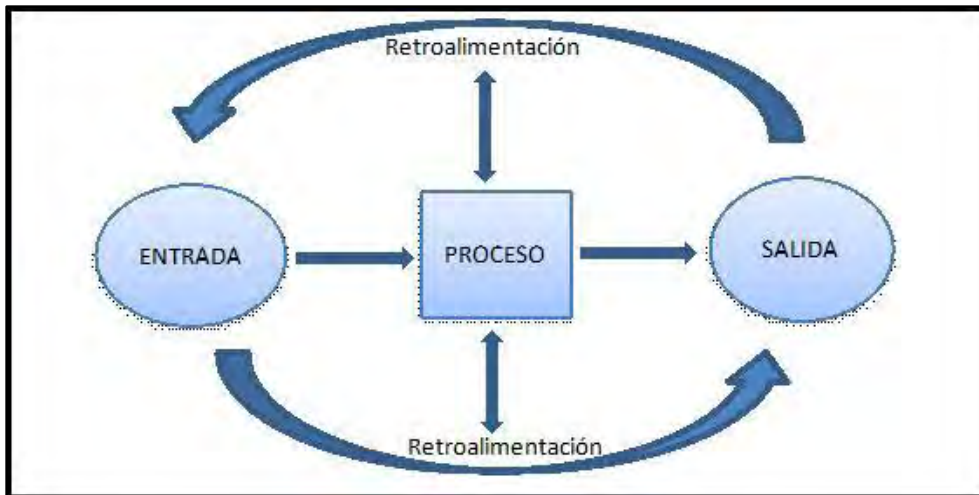 Retroalimentación
ENTRADA
PROCESO
SALIDA
Retroalimentación